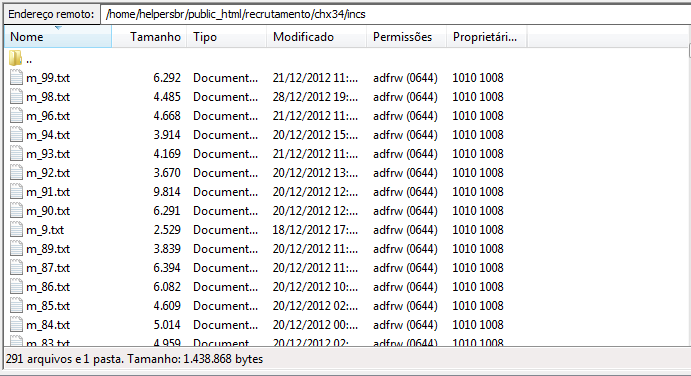 Endereço remoto: /home/helpersbr/public_html/recrutamento/chx34/incs
Nome Tamanho Tipo Modificado Permissões Proprietári...
..
m_99.txt 6.292 Document... 21/12/2012 11:... adfrw (0644) 1010 1008
m_98.txt 4.485 Document... 28/12/2012 19:... adfrw (0644) 1010 1008
m_96.txt 4.668 Document... 21/12/2012 11:... adfrw (0644) 1010 1008
m_94.txt 3.914 Document... 20/12/2012 15:... adfrw (0644) 1010 1008
m_93.txt 4.169 Document... 21/12/2012 11:... adfrw (0644) 1010 1008
m_92.txt 3.670 Document... 20/12/2012 13:... adfrw (0644) 1010 1008
m_91.txt 9.814 Document... 20/12/2012 12:... adfrw (0644) 1010 1008
m_90.txt 6.291 Document... 20/12/2012 12:... adfrw (0644) 1010 1008
m_9.txt 2.529 Document... 18/12/2012 17:... adfrw (0644) 1010 1008
m_89.txt 3.839 Document... 20/12/2012 11:... adfrw (0644) 1010 1008
m_87.txt 6.394 Document... 20/12/2012 11:... adfrw (0644) 1010 1008
m_86.txt 6.082 Document... 20/12/2012 10:... adfrw (0644) 1010 1008
m_85.txt 4.609 Document... 20/12/2012 02:... adfrw (0644) 1010 1008
m_84.txt 5.014 Document... 20/12/2012 00:... adfrw (0644) 1010 1008
m_83.txt 4.959 Document... 20/12/2012 02:... adfrw (0644) 1010 1008
291 arquivos e 1 pasta. Tamanho: 1.438.868 bytes